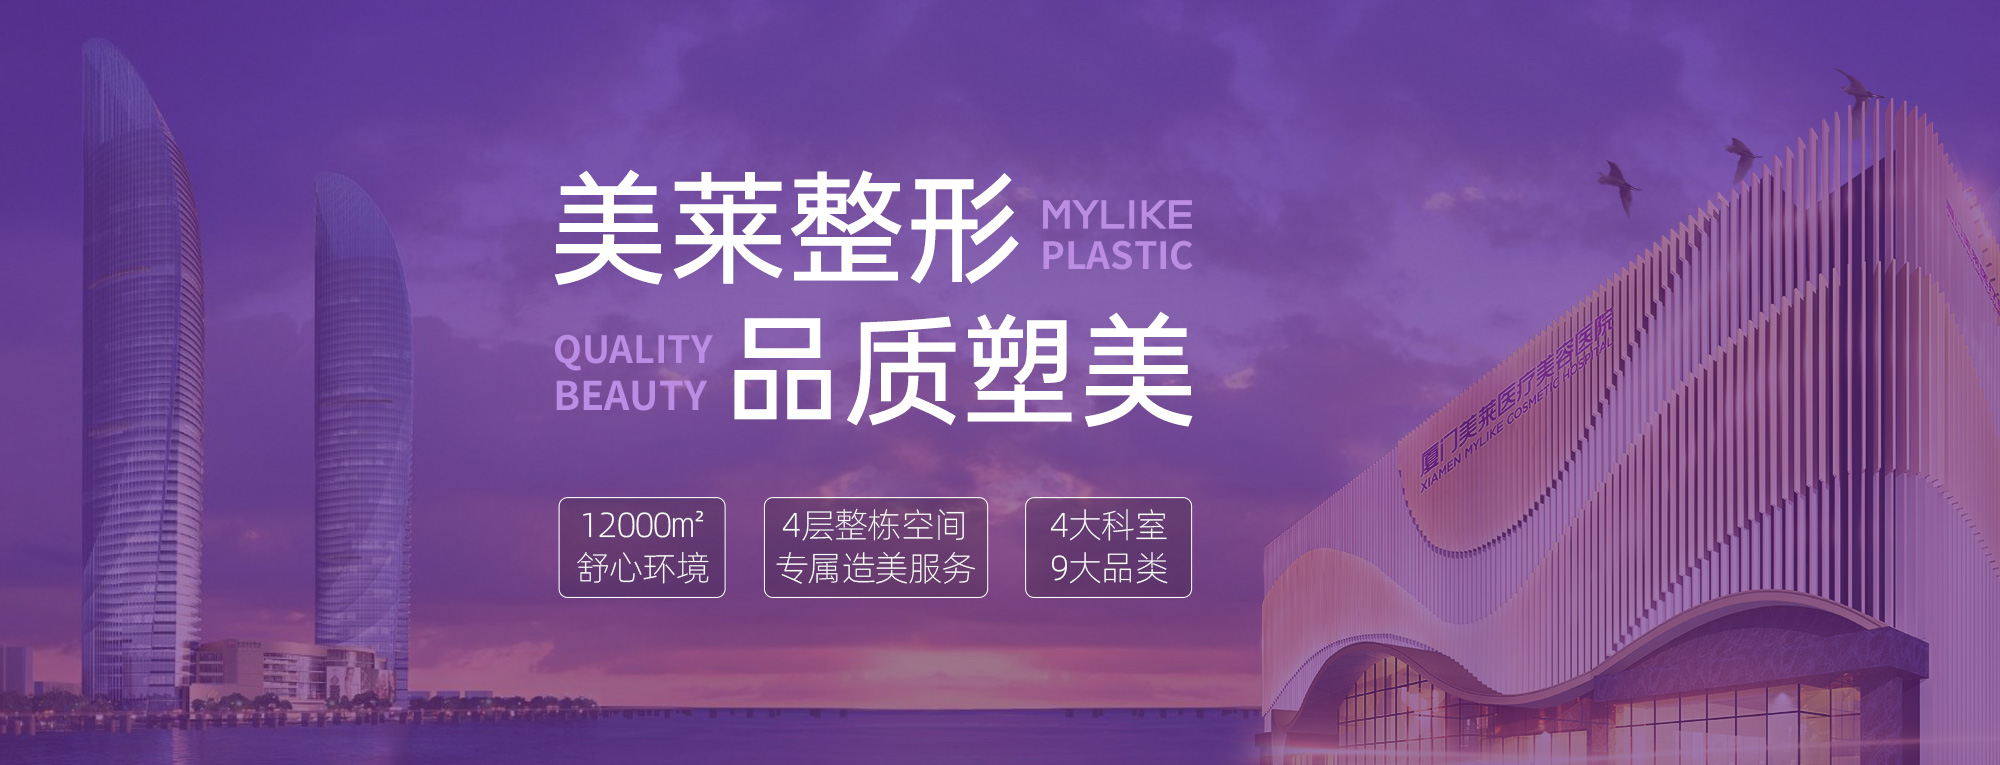 美莱整形
MYLIKE
PLASTIC
QUALITY
BEAUTY
品质塑美
12000㎡
舒心环境
4层整栋空间
专属造美服务
4大科室
9大品类
厦门美莱医疗美容医院
XIAMEN MYLIKE COSMETIC HOSPITAL